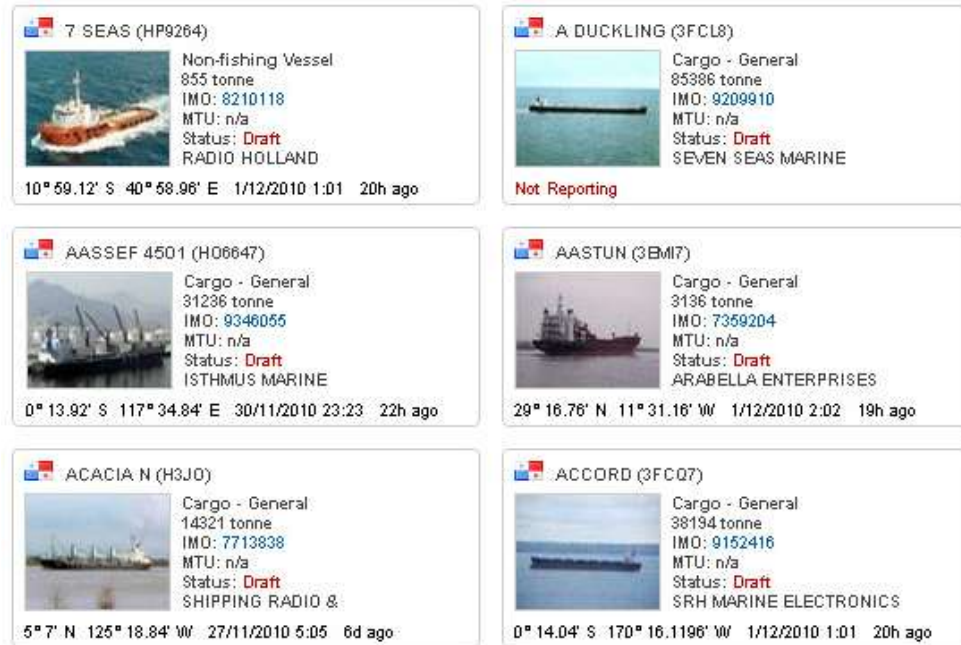 7 SEAS (HP9264)
Non-fishing Vessel
855 tonne
IMO: 8210118
MTU: n/a
Status: Draft
RADIO HOLLAND
10° 59.12' S 40° 58.96' E 1/12/2010 1:01 20h ago
A DUCKLING (3FCL8)
Cargo - General
85386 tonne
IMO: 9209910
MTU: n/a
Status: Draft
SEVEN SEAS MARINE
Not Reporting
AASSEF 4501 (HO6647)
Cargo - General
31236 tonne
IMO: 9346055
MTU: n/a
Status: Draft
ISTHMUS MARINE
0° 13.92' S 117° 34.84' E 30/11/2010 23:23 22h ago
AASTUN (3EMI7)
Cargo - General
3136 tonne
IMO: 7359204
MTU: n/a
Status: Draft
ARABELLA ENTERPRISES
29° 16.76' N 11° 31.16' W 1/12/2010 2:02 19h ago
ACACIA N (H3JO)
Cargo - General
14321 tonne
IMO: 7713838
MTU: n/a
Status: Draft
SHIPPING RADIO &
5° 7' N 125° 18.84' W 27/11/2010 5:05 6d ago
ACCORD (3FCQ7)
Cargo - General
38194 tonne
IMO: 9152416
MTU: n/a
Status: Draft
SRH MARINE ELECTRONICS
0° 14.04' S 170° 16.1196' W 1/12/2010 1:01 20h ago